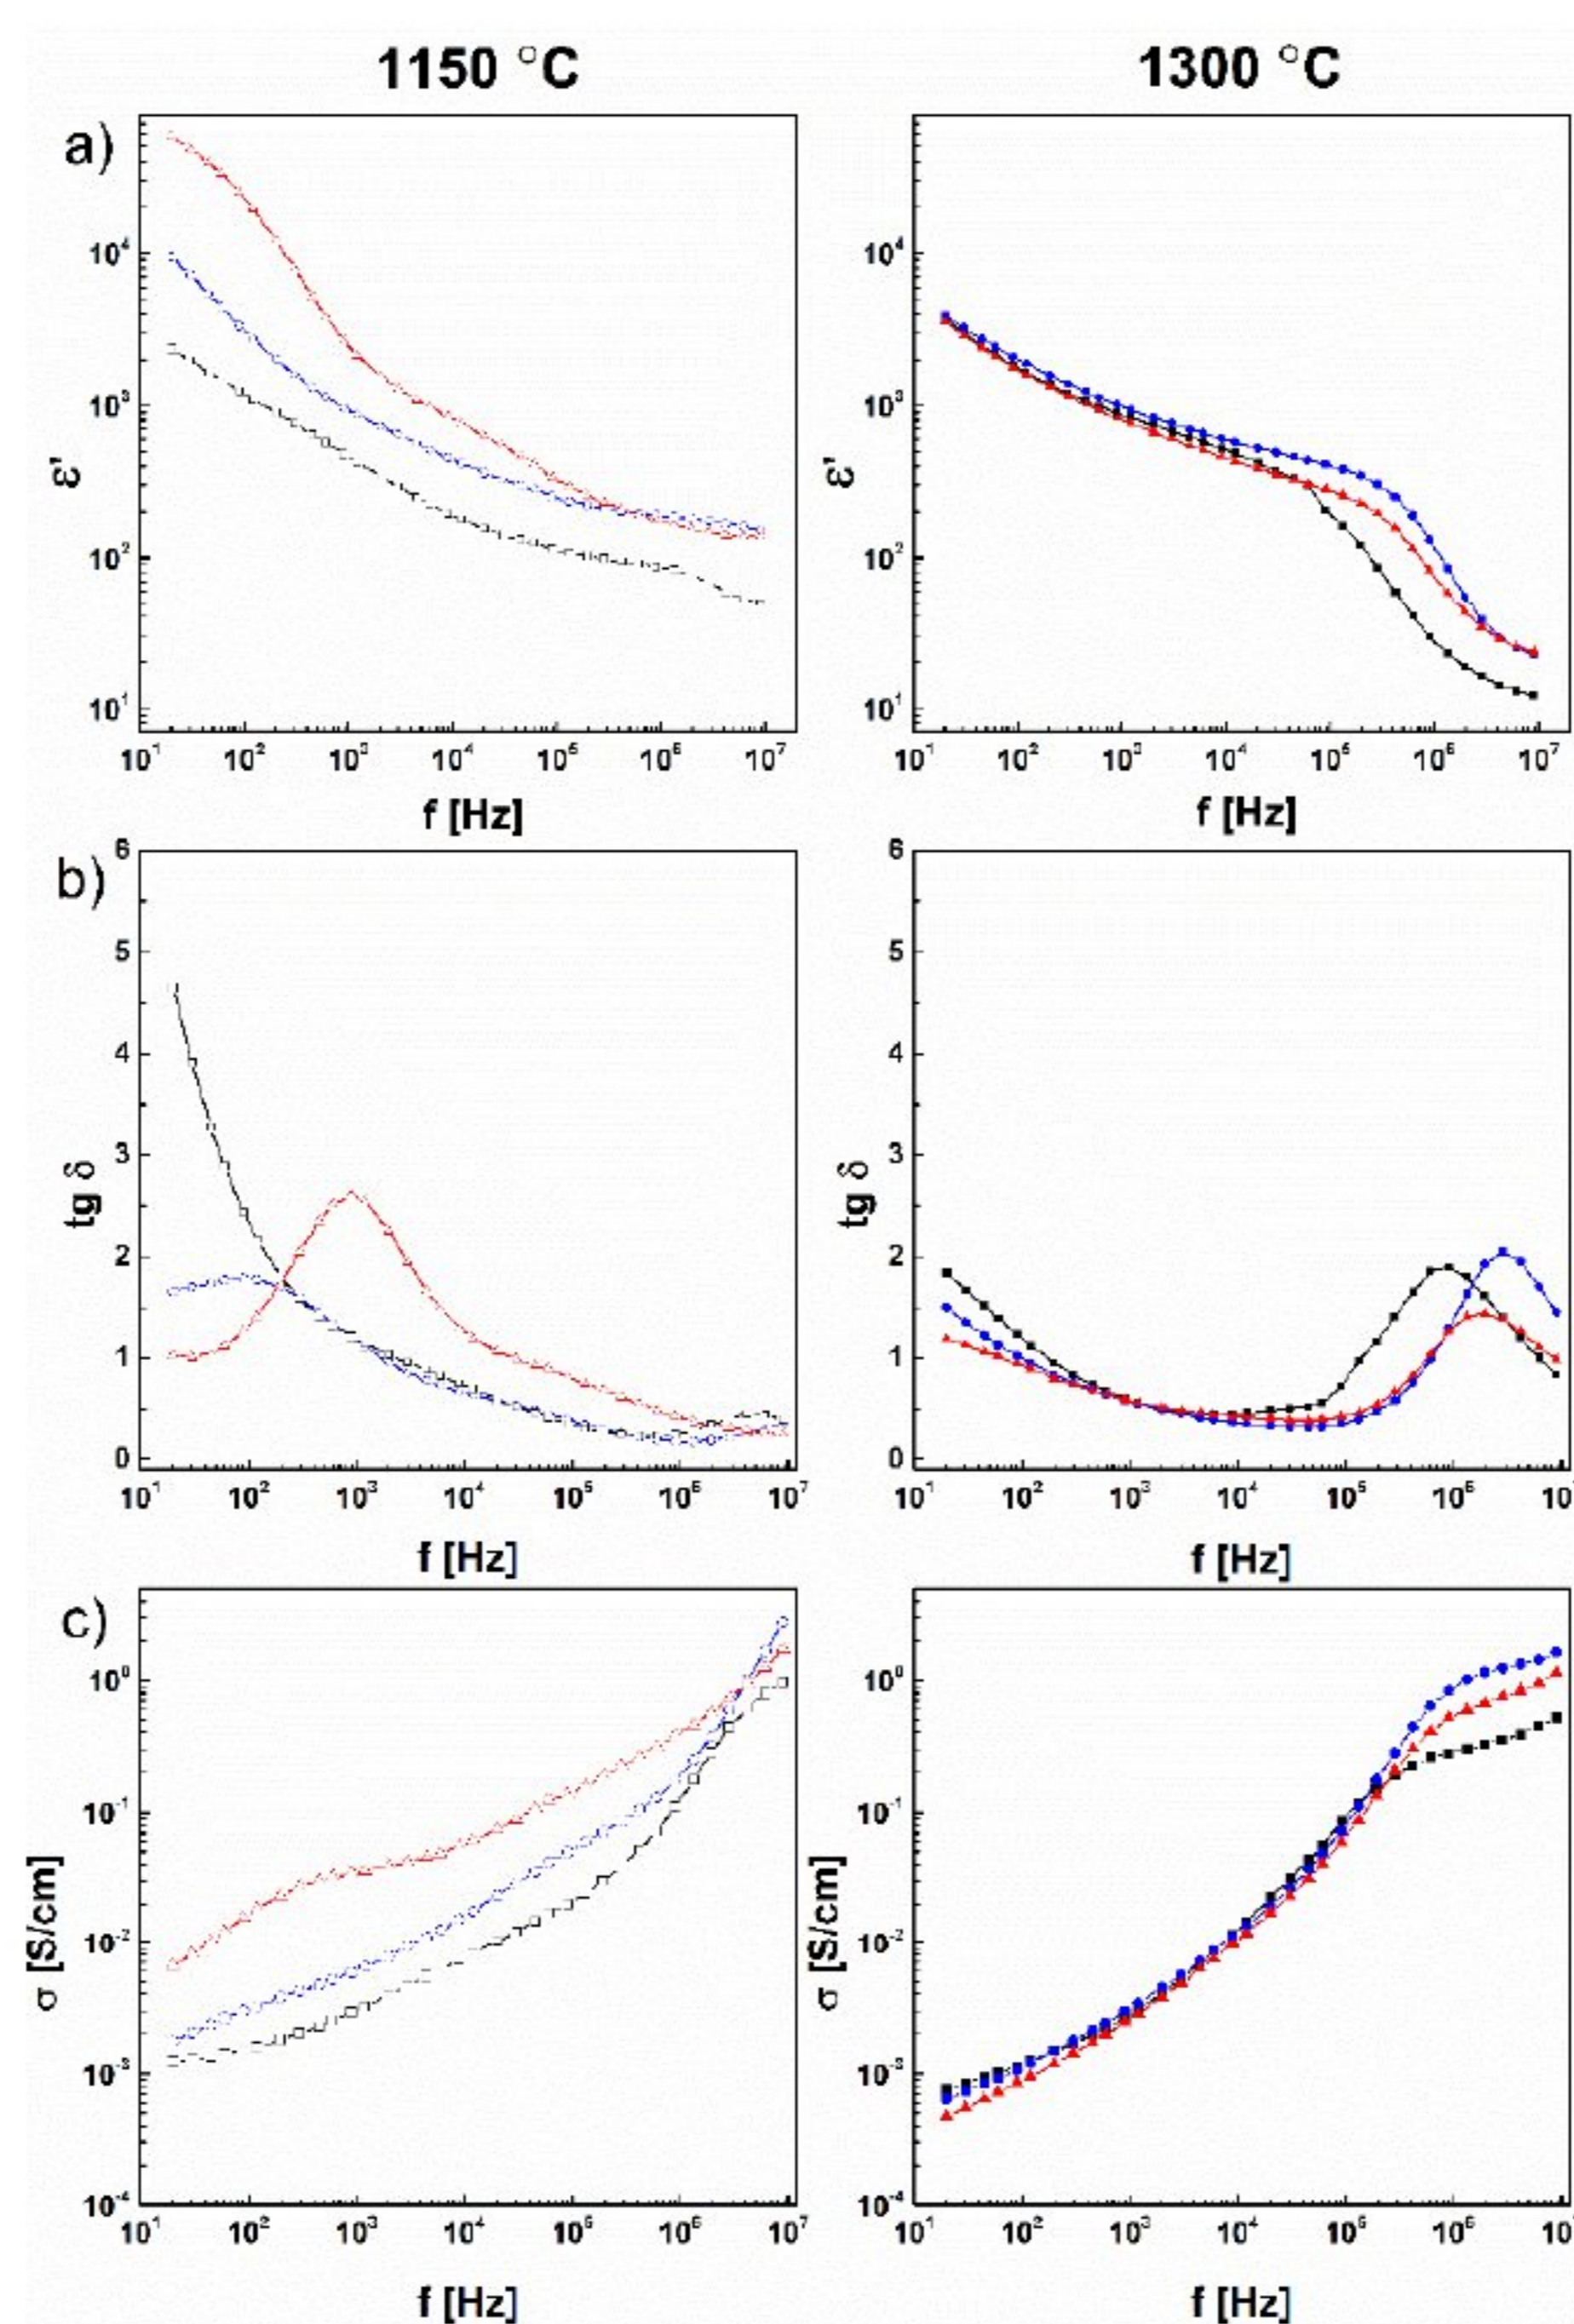 1150 °C
1300 °C
a)
ε'
10⁴
10³
10²
10¹
10¹ 10² 10³ 10⁴ 10⁵ 10⁶ 10⁷
f [Hz]
ε'
10⁴
10³
10²
10¹
10¹ 10² 10³ 10⁴ 10⁵ 10⁶ 10⁷
f [Hz]
b)
tg δ
6
5
4
3
2
1
0
10¹ 10² 10³ 10⁴ 10⁵ 10⁶ 10⁷
f [Hz]
tg δ
6
5
4
3
2
1
0
10¹ 10² 10³ 10⁴ 10⁵ 10⁶ 10
f [Hz]
c)
σ [S/cm]
10⁰
10⁻¹
10⁻²
10⁻³
10⁻⁴
10¹ 10² 10³ 10⁴ 10⁵ 10⁶ 10⁷
f [Hz]
σ [S/cm]
10⁰
10⁻¹
10⁻²
10⁻³
10⁻⁴
10¹ 10² 10³ 10⁴ 10⁵ 10⁶ 10
f [Hz]